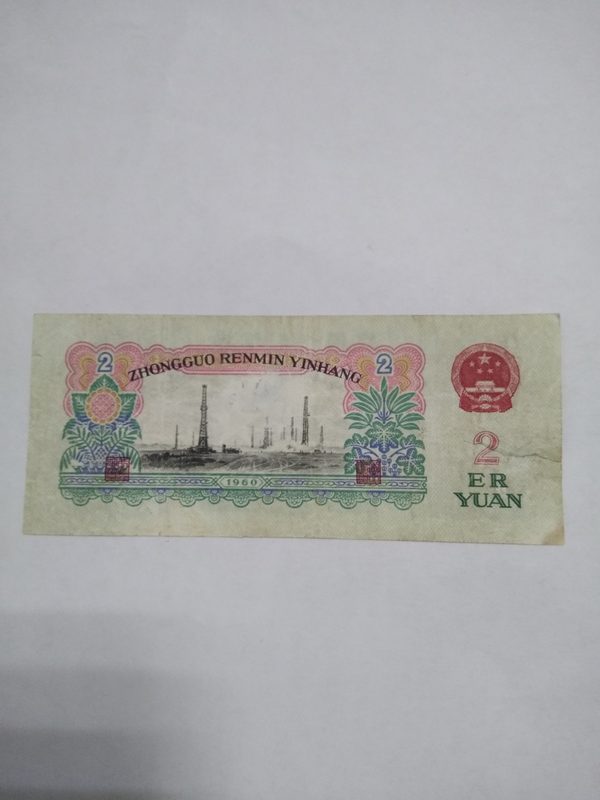 2
ZHONGGUO RENMIN YINHANG
2
1960
2
ER
YUAN